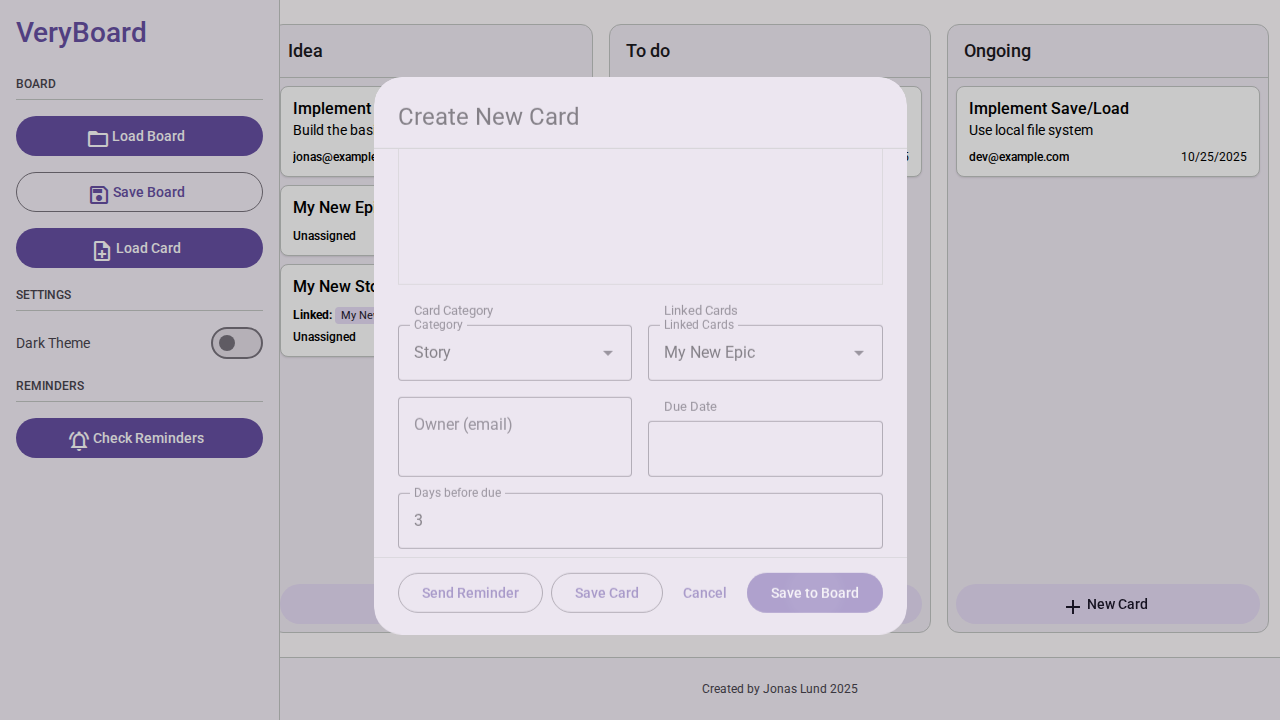 VeryBoard
BOARD
Load Board
Save Board
Load Card
SETTINGS
Dark Theme
REMINDERS
Check Reminders
Idea
Implement
Build the bas
jonas@example
My New Ep
Unassigned
My New Sto
Linked: My New
Unassigned
To do
5
Ongoing
Implement Save/Load
Use local file system
dev@example.com 10/25/2025
New Card
Create New Card
Card Category
Category
Story
Linked Cards
Linked Cards
My New Epic
Owner (email)
Due Date
Days before due
3
Send Reminder
Save Card
Cancel
Save to Board
Created by Jonas Lund 2025